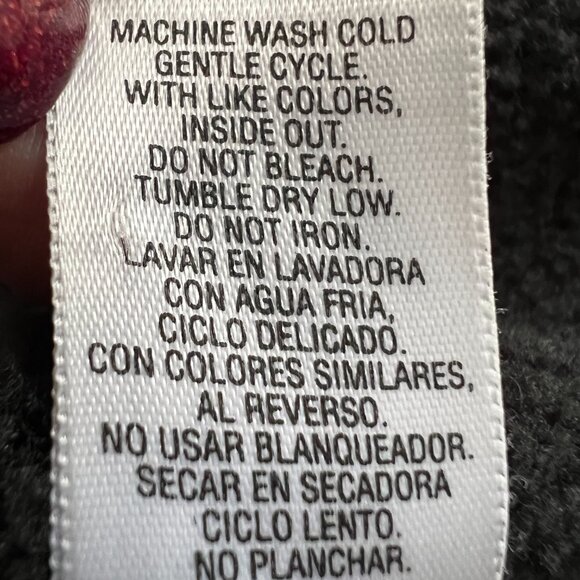 MACHINE WASH COLD
GENTLE CYCLE.
WITH LIKE COLORS,
INSIDE OUT.
DO NOT BLEACH.
TUMBLE DRY LOW.
DO NOT IRON.
LAVAR EN LAVADORA
CON AGUA FRIA,
CICLO DELICADO.
CON COLORES SIMILARES,
AL REVERSO.
NO USAR BLANQUEADOR.
SECAR EN SECADORA
CICLO LENTO.
NO PLANCHAR.